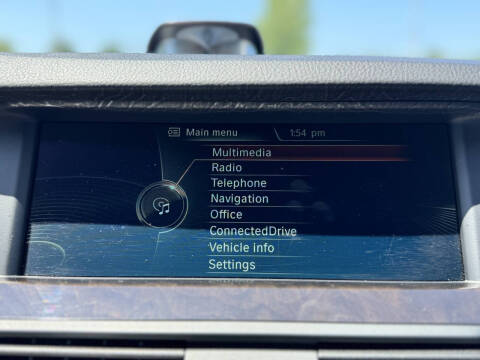 Main menu 1:54 pm
Multimedia
Radio
Telephone
Navigation
Office
ConnectedDrive
Vehicle info
Settings